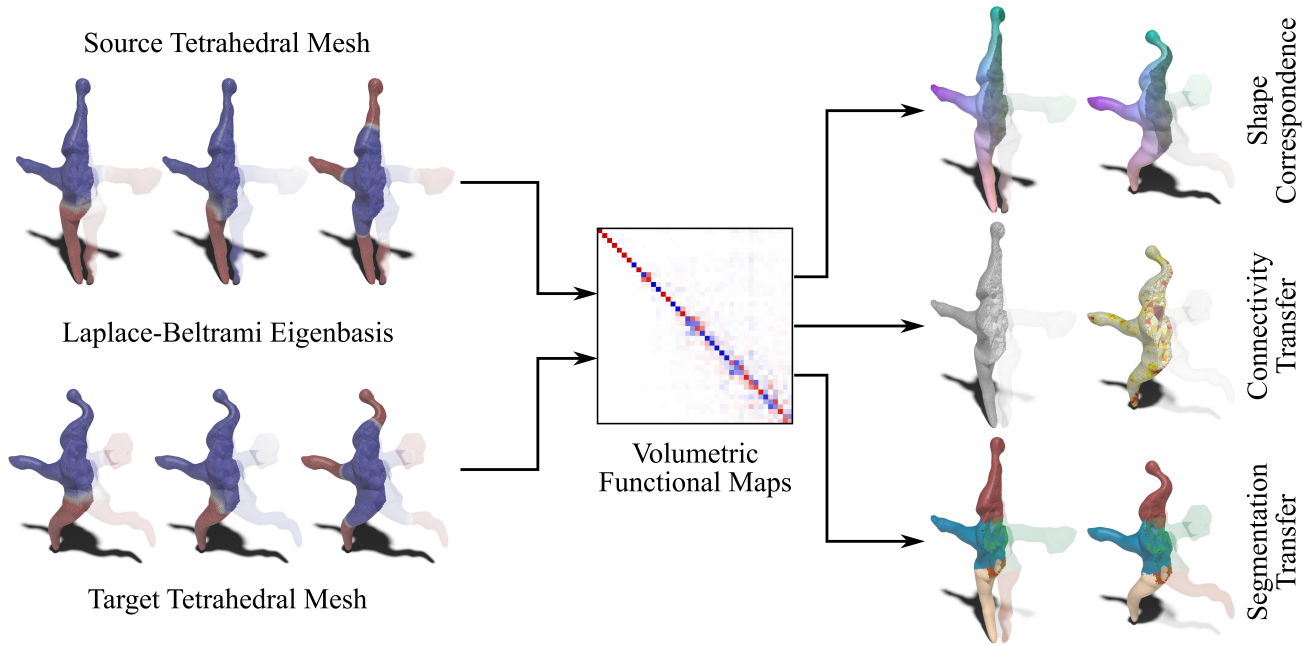 Source Tetrahedral Mesh
Laplace-Beltrami Eigenbasis
Target Tetrahedral Mesh
Volumetric
Functional Maps
Shape
Correspondence
Connectivity
Transfer
Segmentation
Transfer